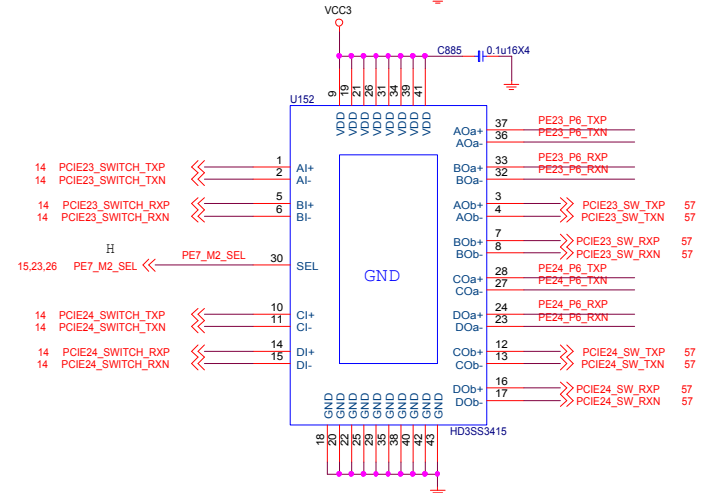 VCC3
C885 0.1u16X4
9 19 21 26 31 34 39 41
U152
VDD VDD VDD VDD VDD VDD VDD VDD
AOa+ 37 PE23_P6_TXP
AOa- 36 PE23_P6_TXN
14 PCIE23_SWITCH_TXP 1 AI+
14 PCIE23_SWITCH_TXN 2 AI-
BOa+ 33 PE23_P6_RXP
BOa- 32 PE23_P6_RXN
14 PCIE23_SWITCH_RXP 5 BI+
14 PCIE23_SWITCH_RXN 6 BI-
AOb+ 3 PCIE23_SW_TXP 57
AOb- 4 PCIE23_SW_TXN 57
BOb+ 7 PCIE23_SW_RXP 57
BOb- 8 PCIE23_SW_RXN 57
H
15,23,26 PE7_M2_SEL PE7_M2_SEL 30 SEL
GND
COa+ 28 PE24_P6_TXP
COa- 27 PE24_P6_TXN
14 PCIE24_SWITCH_TXP 10 CI+
14 PCIE24_SWITCH_TXN 11 CI-
DOa+ 24 PE24_P6_RXP
DOa- 23 PE24_P6_RXN
14 PCIE24_SWITCH_RXP 14 DI+
14 PCIE24_SWITCH_RXN 15 DI-
COb+ 12 PCIE24_SW_TXP 57
COb- 13 PCIE24_SW_TXN 57
DOb+ 16 PCIE24_SW_RXP 57
DOb- 17 PCIE24_SW_RXN 57
GND GND GND GND GND GND GND GND GND GND
HD3SS3415
18 20 22 25 29 35 38 40 42 43